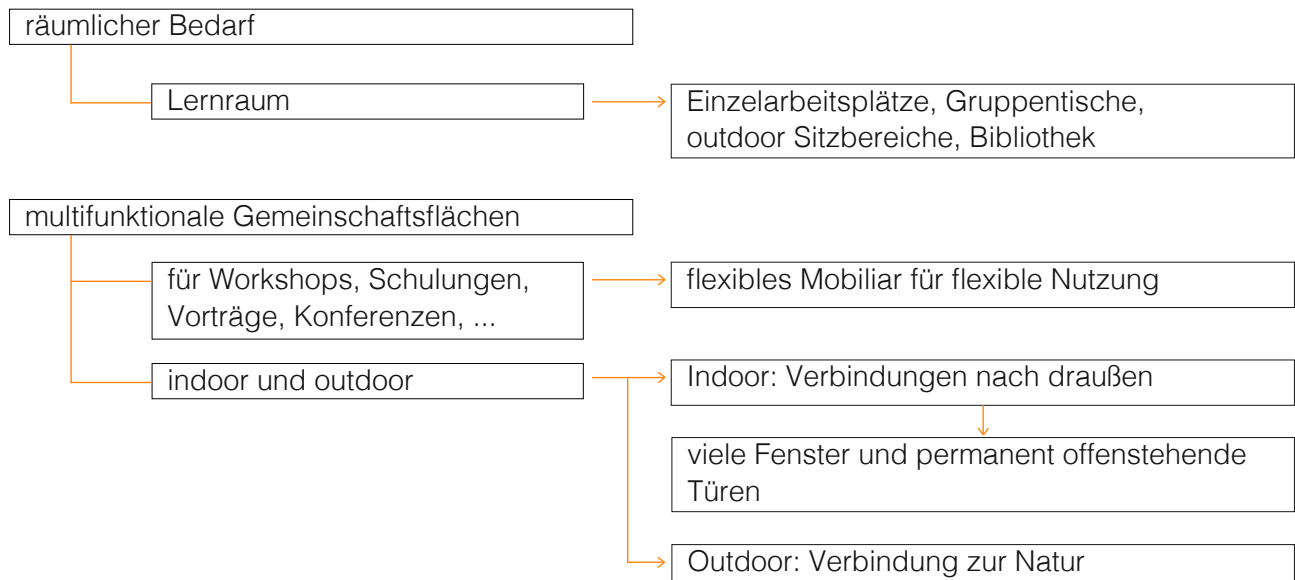 räumlicher Bedarf
Lernraum
Einzelarbeitsplätze, Gruppentische,
outdoor Sitzbereiche, Bibliothek
multifunktionale Gemeinschaftsflächen
für Workshops, Schulungen,
Vorträge, Konferenzen, ...
flexibles Mobiliar für flexible Nutzung
indoor und outdoor
Indoor: Verbindungen nach draußen
viele Fenster und permanent offenstehende
Türen
Outdoor: Verbindung zur Natur